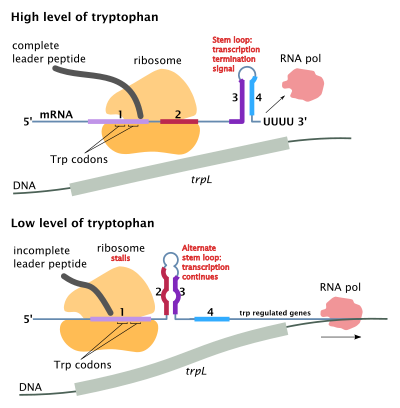 High level of tryptophan
complete
leader peptide
ribosome
Stem loop:
transcription
termination
signal
RNA pol
3
4
5'
mRNA
1
2
UUUU 3'
Trp codons
DNA
trpL
Low level of tryptophan
incomplete
leader peptide
ribosome
stalls
Alternate
stem loop:
transcription
continues
RNA pol
2
3
5'
1
4
trp regulated genes
Trp codons
trpL
DNA